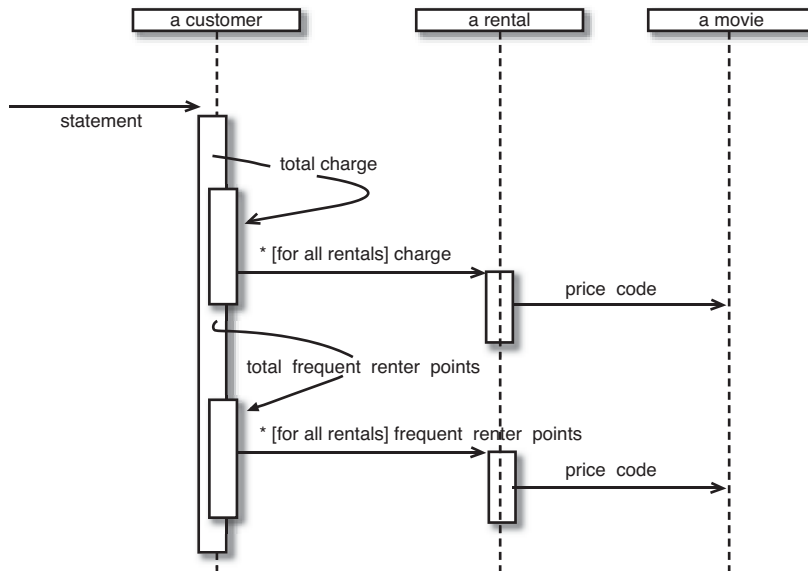 a customer
a rental
a movie
statement
total charge
* [for all rentals] charge
price code
total frequent renter points
* [for all rentals] frequent renter points
price code